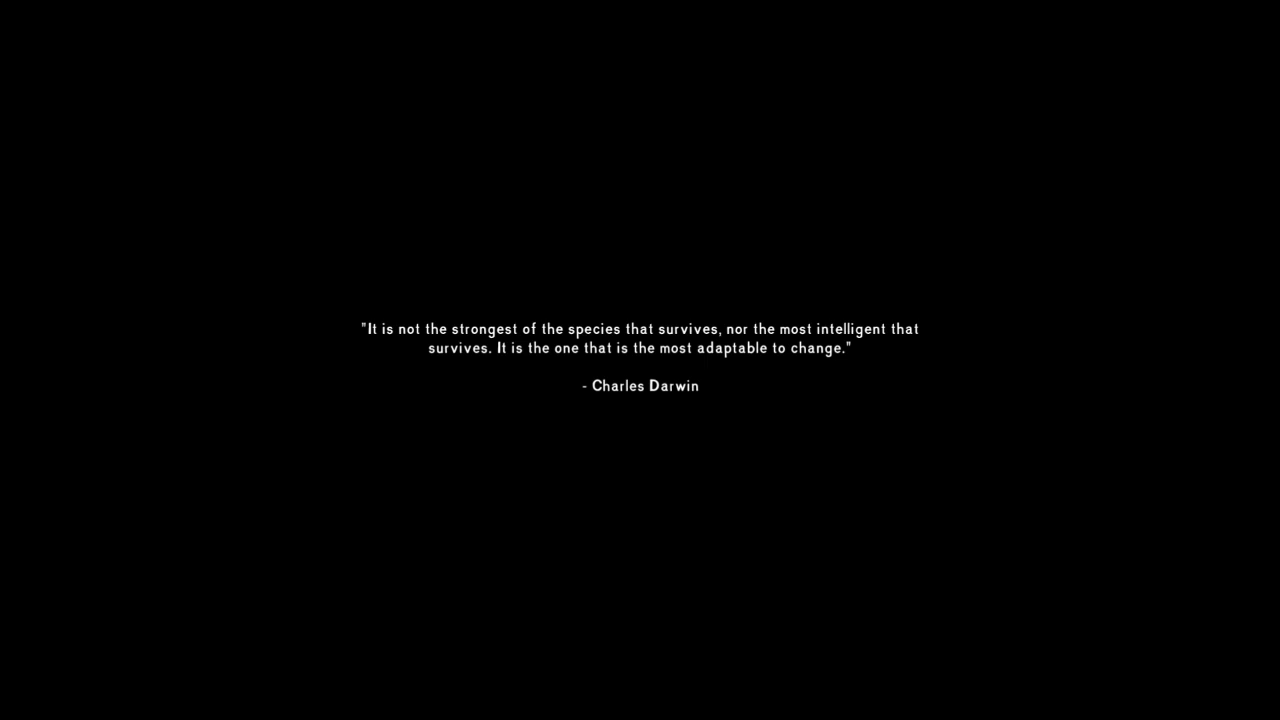 "It is not the strongest of the species that survives, nor the most intelligent that
survives. It is the one that is the most adaptable to change."
- Charles Darwin